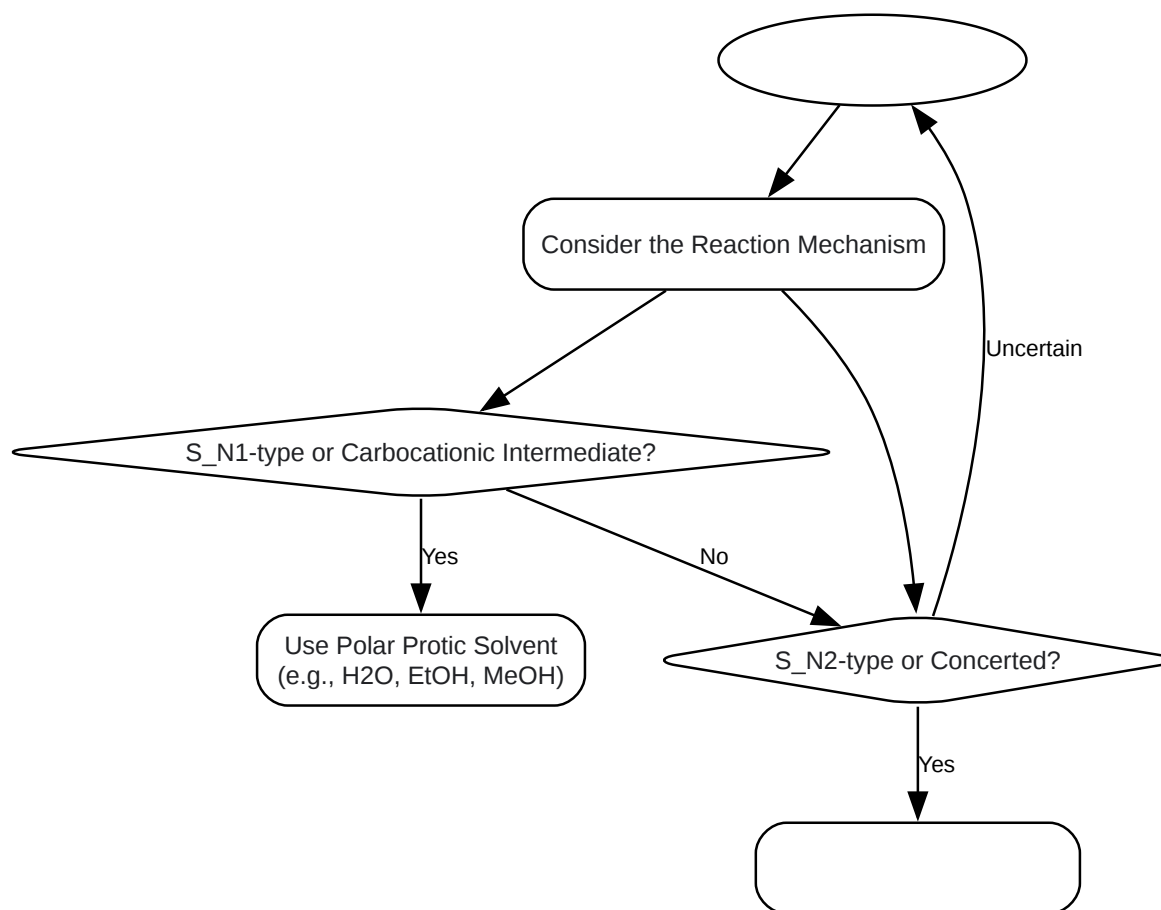 Consider the Reaction Mechanism
Uncertain
S_N1-type or Carbocationic Intermediate?
Yes
No
Use Polar Protic Solvent
(e.g., H2O, EtOH, MeOH)
S_N2-type or Concerted?
Yes